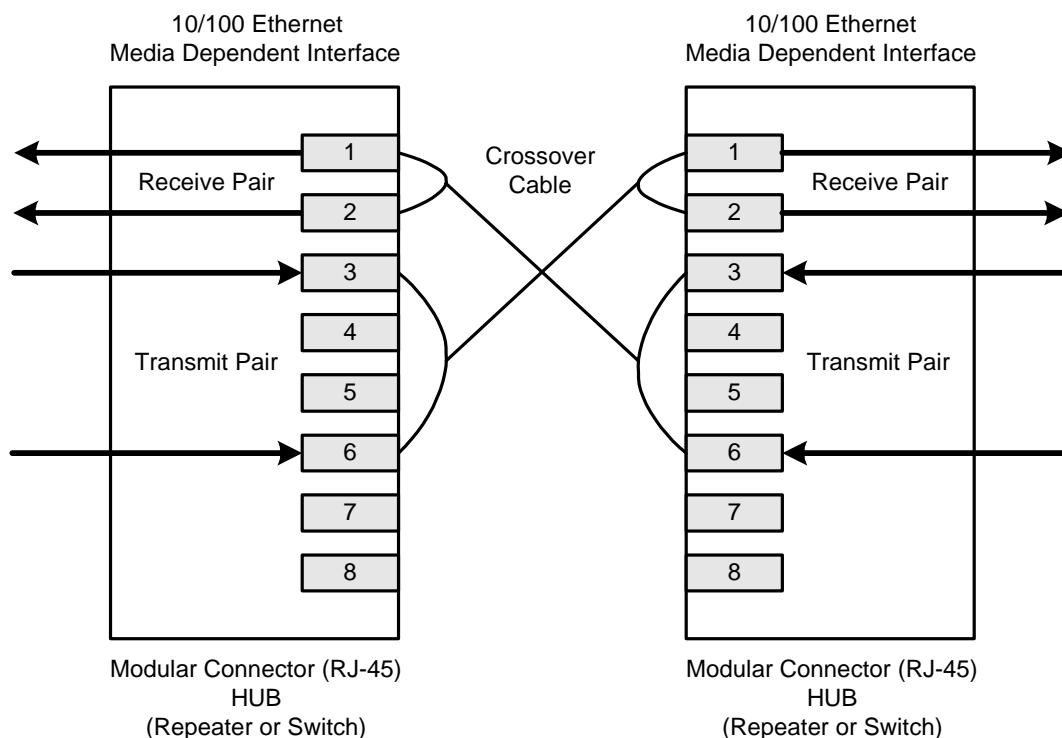 10/100 Ethernet
Media Dependent Interface
10/100 Ethernet
Media Dependent Interface
1
Receive Pair
2
3
4
Transmit Pair
5
6
7
8
Crossover
Cable
1
Receive Pair
2
3
4
Transmit Pair
5
6
7
8
Modular Connector (RJ-45)
HUB
(Repeater or Switch)
Modular Connector (RJ-45)
HUB
(Repeater or Switch)